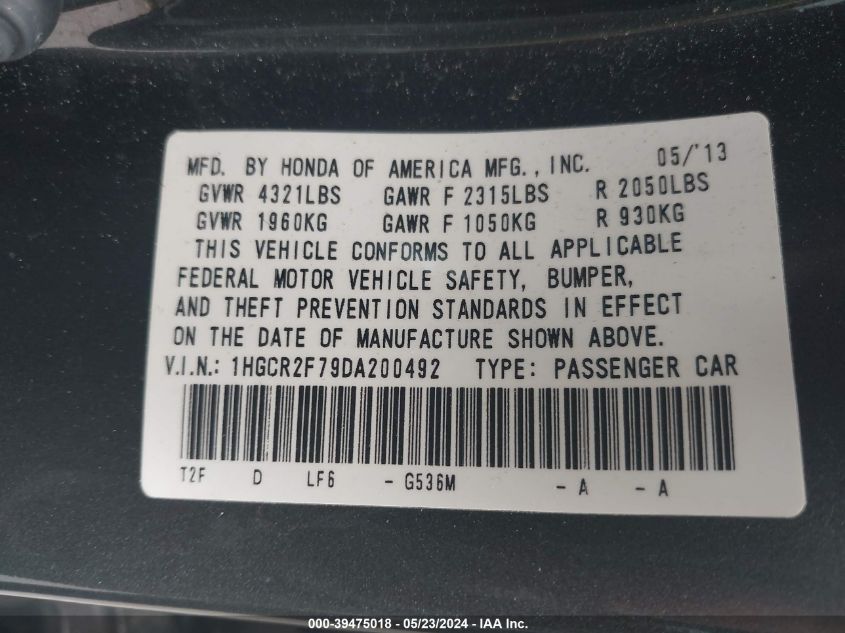 MFD. BY HONDA OF AMERICA MFG., INC. 05/'13
GVWR 4321LBS GAWR F 2315LBS R 2050LBS
GVWR 1960KG GAWR F 1050KG R 930KG
THIS VEHICLE CONFORMS TO ALL APPLICABLE
FEDERAL MOTOR VEHICLE SAFETY, BUMPER,
AND THEFT PREVENTION STANDARDS IN EFFECT
ON THE DATE OF MANUFACTURE SHOWN ABOVE.
V.I.N.: 1HGCR2F79DA200492 TYPE: PASSENGER CAR
T2F D LF6 - G536M - A - A
000-39475018 - 05/23/2024 - IAA Inc.